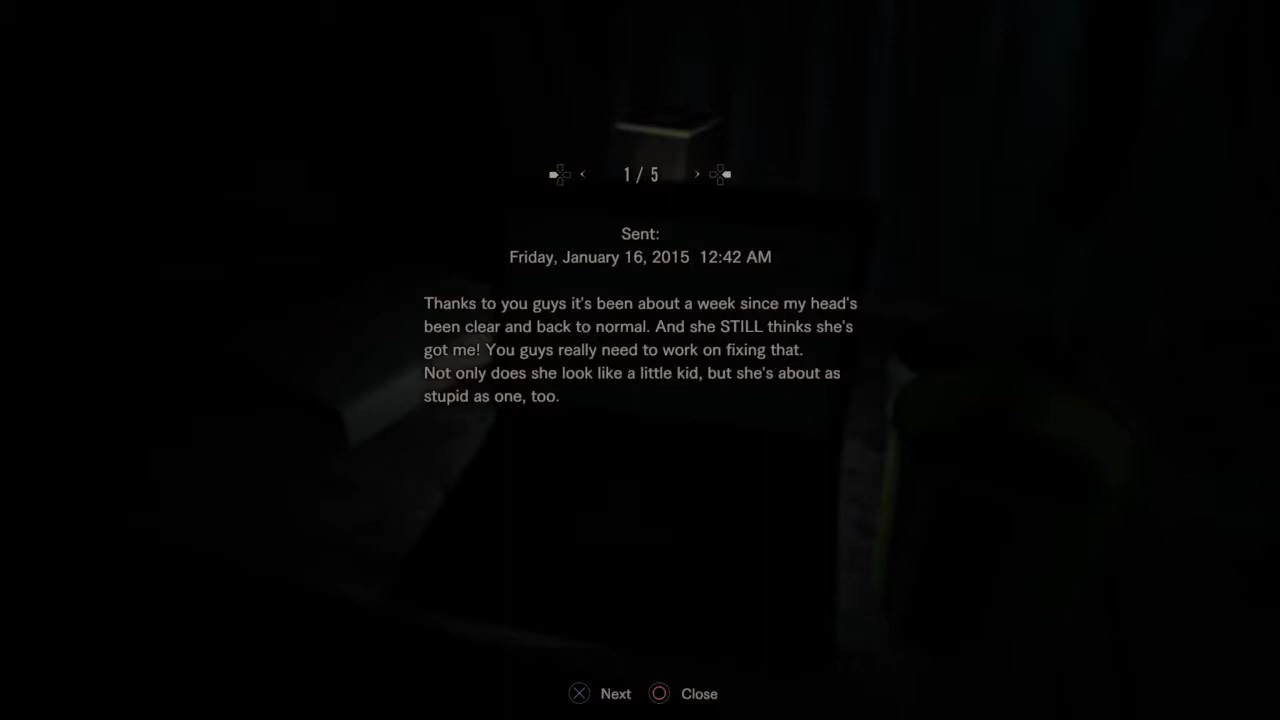 1 / 5
Sent:
Friday, January 16, 2015 12:42 AM
Thanks to you guys it's been about a week since my head's
been clear and back to normal. And she STILL thinks she's
got me! You guys really need to work on fixing that.
Not only does she look like a little kid, but she's about as
stupid as one, too.
Next Close